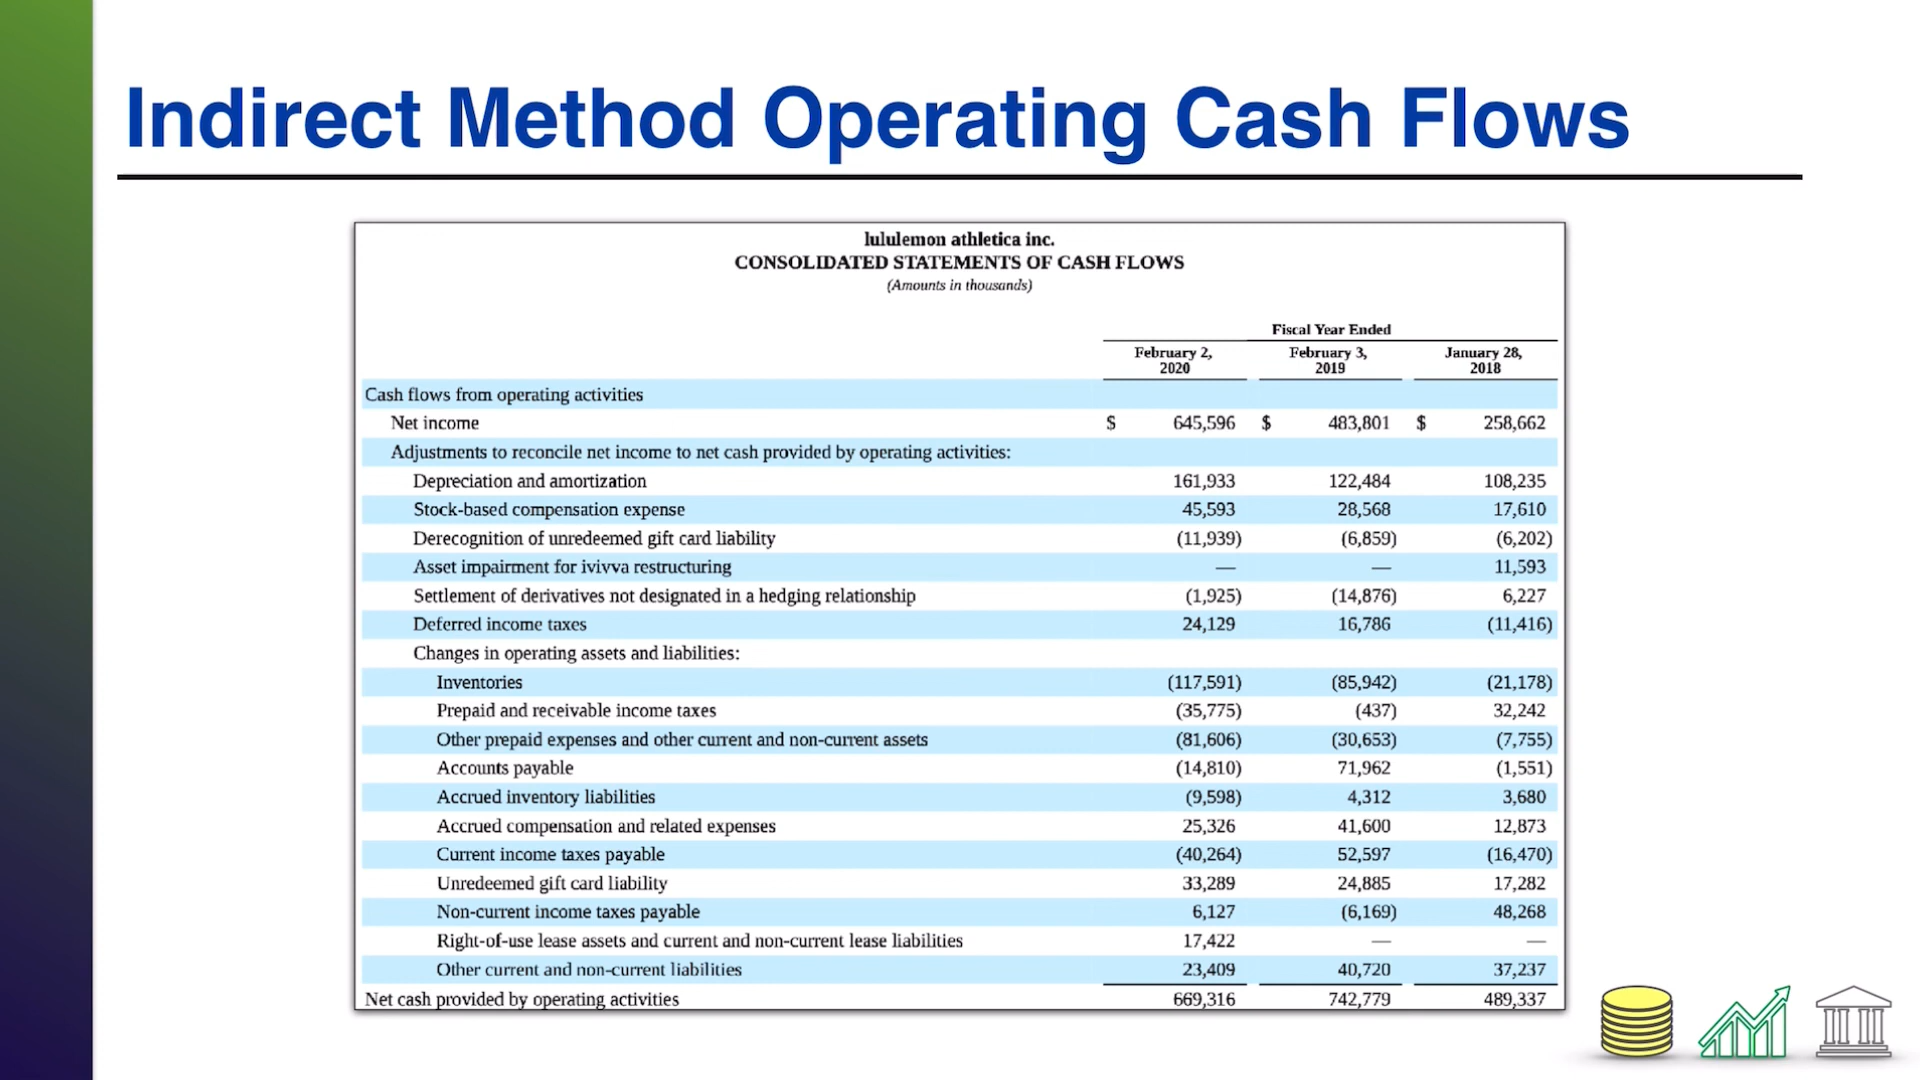 Indirect Method Operating Cash Flows
lululemon athletica inc.
CONSOLIDATED STATEMENTS OF CASH FLOWS
(Amounts in thousands)
Fiscal Year Ended
February 2, 2020 February 3, 2019 January 28, 2018
Cash flows from operating activities
Net income $ 645,596 $ 483,801 $ 258,662
Adjustments to reconcile net income to net cash provided by operating activities:
Depreciation and amortization 161,933 122,484 108,235
Stock-based compensation expense 45,593 28,568 17,610
Derecognition of unredeemed gift card liability (11,939) (6,859) (6,202)
Asset impairment for ivivva restructuring — — 11,593
Settlement of derivatives not designated in a hedging relationship (1,925) (14,876) 6,227
Deferred income taxes 24,129 16,786 (11,416)
Changes in operating assets and liabilities:
Inventories (117,591) (85,942) (21,178)
Prepaid and receivable income taxes (35,775) (437) 32,242
Other prepaid expenses and other current and non-current assets (81,606) (30,653) (7,755)
Accounts payable (14,810) 71,962 (1,551)
Accrued inventory liabilities (9,598) 4,312 3,680
Accrued compensation and related expenses 25,326 41,600 12,873
Current income taxes payable (40,264) 52,597 (16,470)
Unredeemed gift card liability 33,289 24,885 17,282
Non-current income taxes payable 6,127 (6,169) 48,268
Right-of-use lease assets and current and non-current lease liabilities 17,422 — —
Other current and non-current liabilities 23,409 40,720 37,237
Net cash provided by operating activities 669,316 742,779 489,337